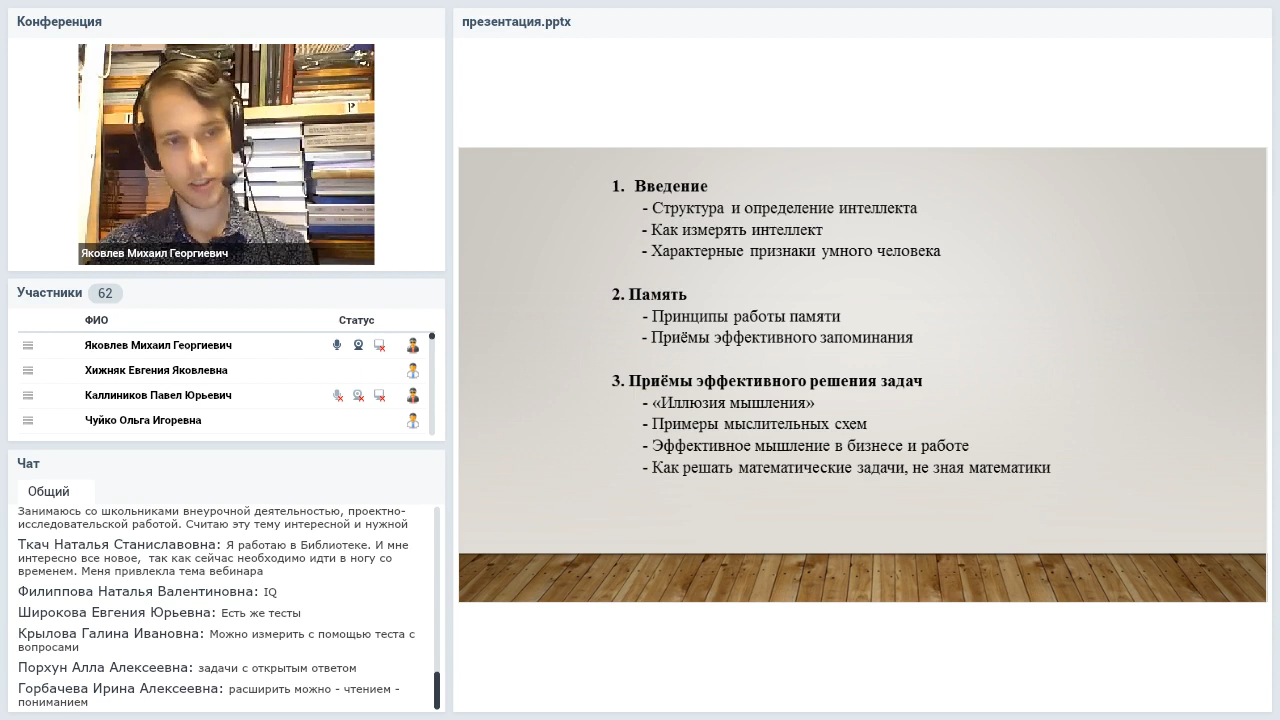 Конференция
Яковлев Михаил Георгиевич
Участники 62
ФИО Статус
Яковлев Михаил Георгиевич
Хижняк Евгения Яковлевна
Каллиников Павел Юрьевич
Чуйко Ольга Игоревна
Чат
Общий
Занимаюсь со школьниками внеурочной деятельностью, проектно-
исследовательской работой. Считаю эту тему интересной и нужной
Ткач Наталья Станиславовна: Я работаю в Библиотеке. И мне
интересно все новое, так как сейчас необходимо идти в ногу со
временем. Меня привлекла тема вебинара
Филиппова Наталья Валентиновна: IQ
Широкова Евгения Юрьевна: Есть же тесты
Крылова Галина Ивановна: Можно измерить с помощью теста с
вопросами
Порхун Алла Алексеевна: задачи с открытым ответом
Горбачева Ирина Алексеевна: расширить можно - чтением -
пониманием
презентация.pptx
1. Введение
- Структура и определение интеллекта
- Как измерять интеллект
- Характерные признаки умного человека
2. Память
- Принципы работы памяти
- Приёмы эффективного запоминания
3. Приёмы эффективного решения задач
- «Иллюзия мышления»
- Примеры мыслительных схем
- Эффективное мышление в бизнесе и работе
- Как решать математические задачи, не зная математики